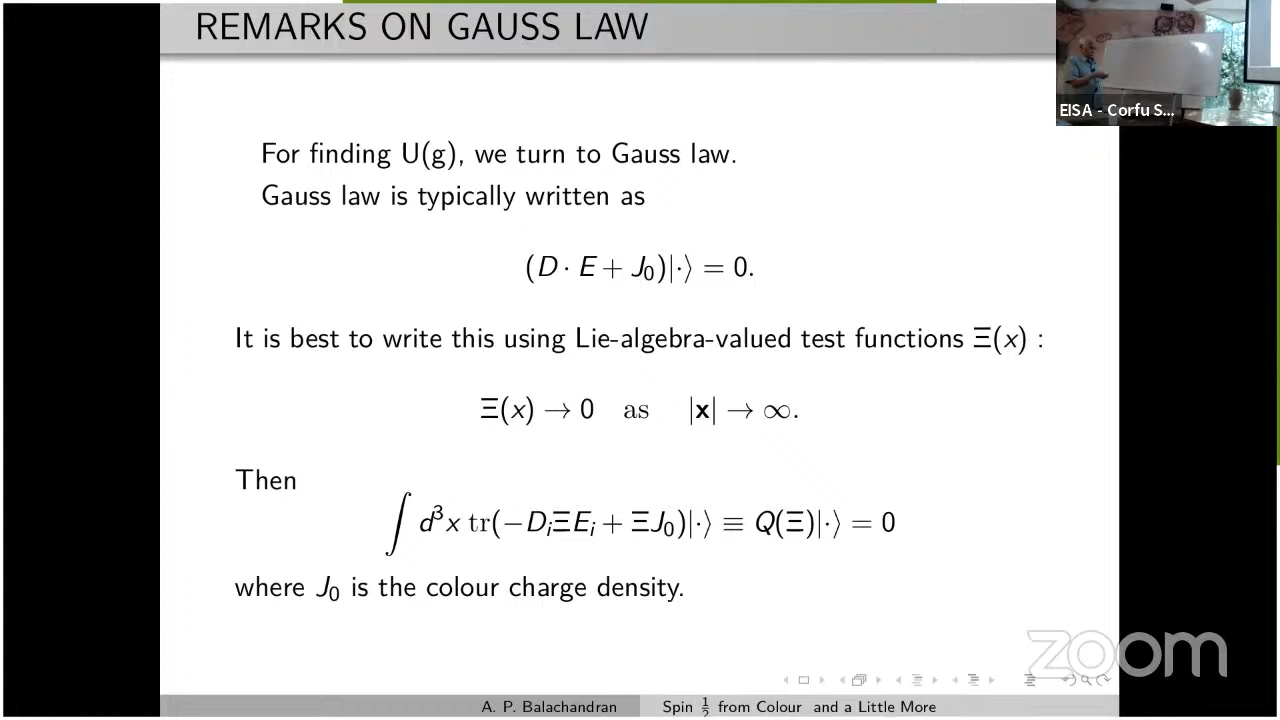 REMARKS ON GAUSS LAW
EISA - Corfu S...
For finding U(g), we turn to Gauss law.
Gauss law is typically written as
(D · E + J₀)|·⟩ = 0.
It is best to write this using Lie-algebra-valued test functions Ξ(x) :
Ξ(x) → 0 as |𝐱| → ∞.
Then
∫ d³x tr(−DᵢΞEᵢ + ΞJ₀)|·⟩ ≡ Q(Ξ)|·⟩ = 0
where J₀ is the colour charge density.
zoom
A. P. Balachandran Spin ½ from Colour and a Little More